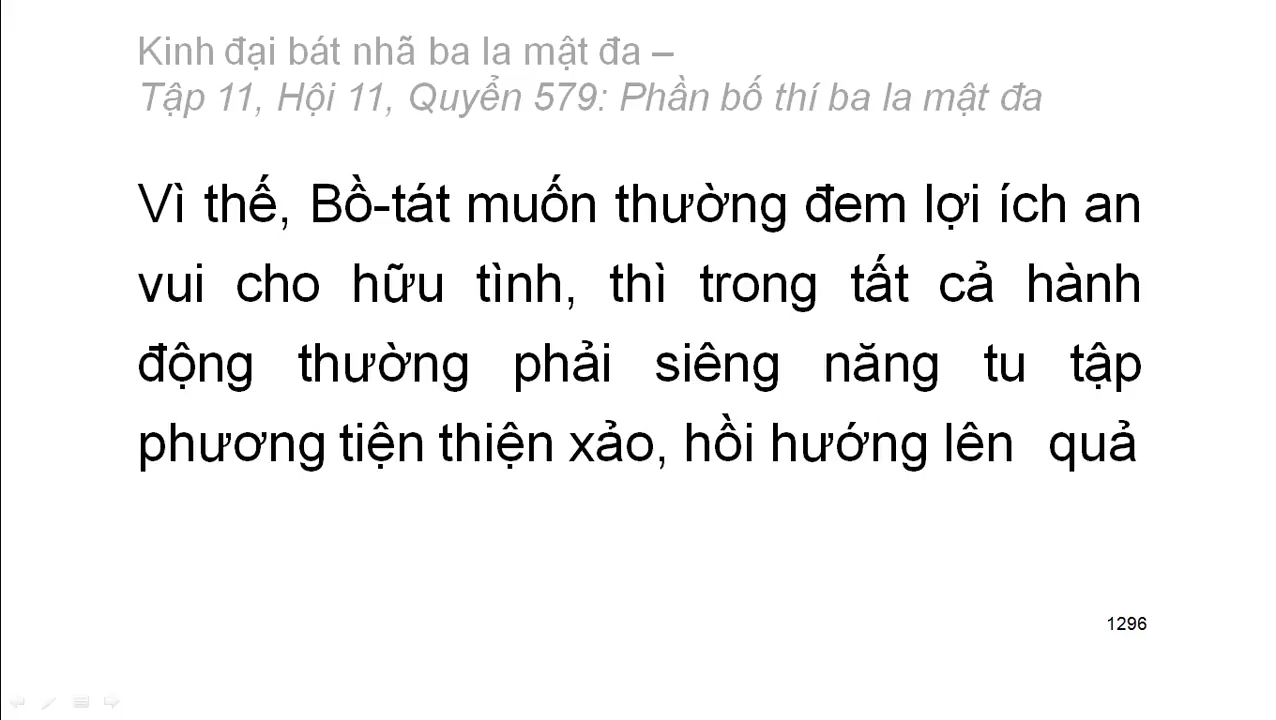 Kinh đại bát nhã ba la mật đa –
Tập 11, Hội 11, Quyển 579: Phần bố thí ba la mật đa
Vì thế, Bồ-tát muốn thường đem lợi ích an
vui cho hữu tình, thì trong tất cả hành
động thường phải siêng năng tu tập
phương tiện thiện xảo, hồi hướng lên quả
1296